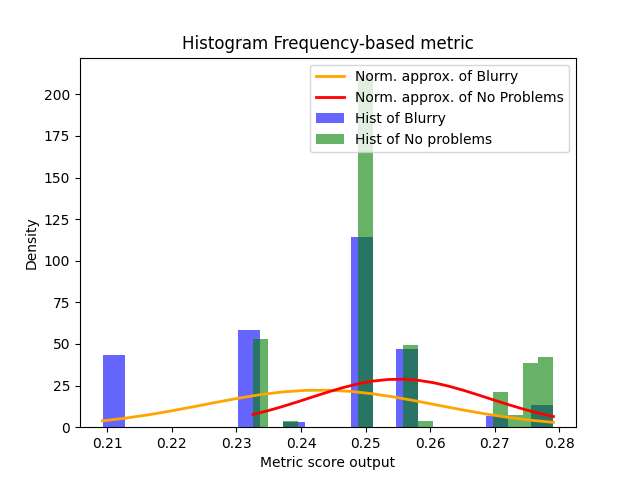 Histogram Frequency-based metric
Norm. approx. of Blurry
Norm. approx. of No Problems
Hist of Blurry
Hist of No problems
200
175
150
125
100
75
50
25
0
Density
0.21 0.22 0.23 0.24 0.25 0.26 0.27 0.28
Metric score output